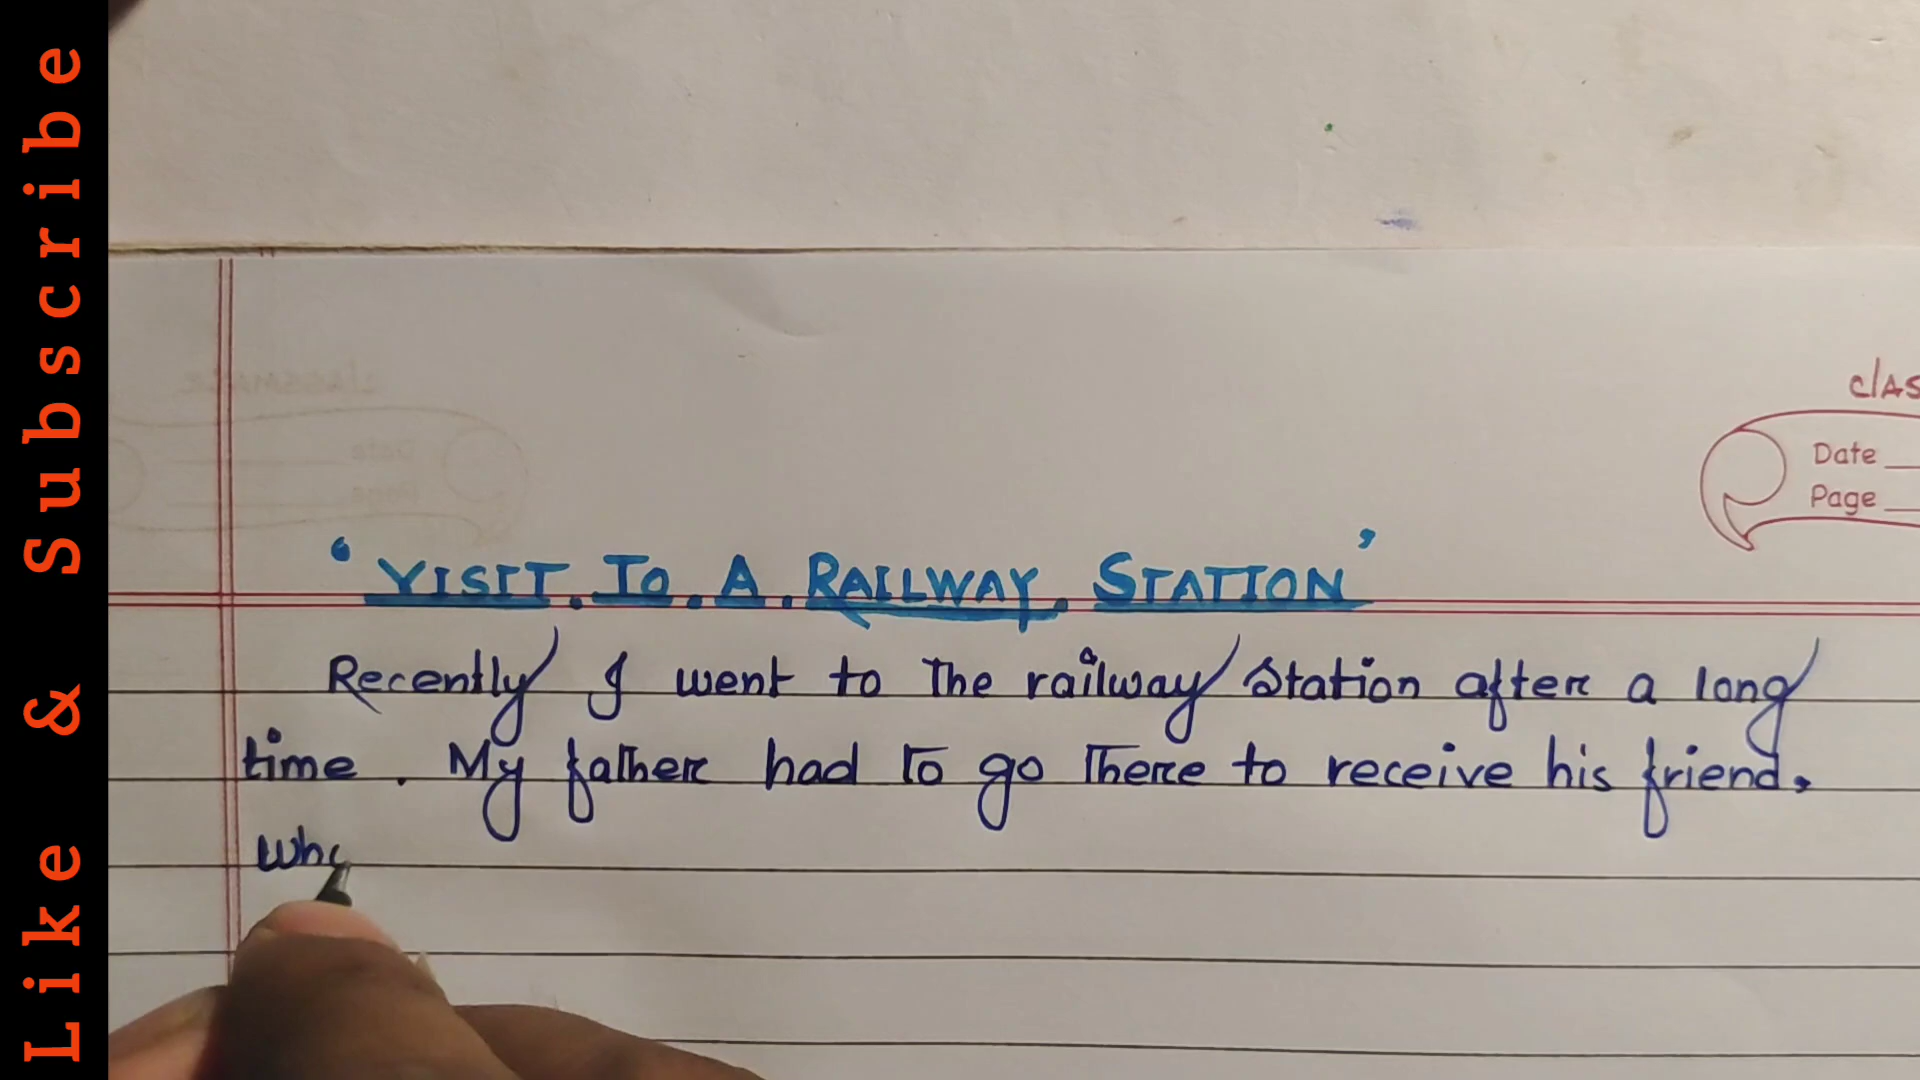 Like & Subscribe
clas
Date
Page
' VISIT. To. A. RAILWAY. STATION '
Recently I went to the railway station after a long
time. My father had to go there to receive his friend,